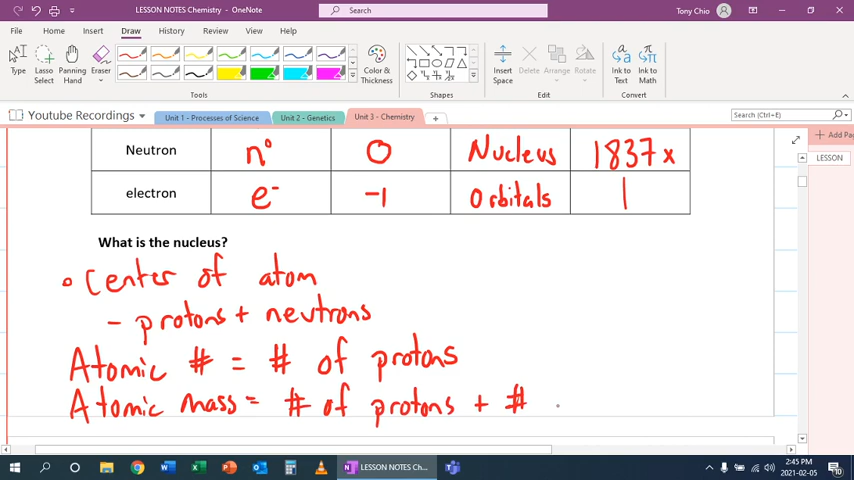 LESSON NOTES Chemistry - OneNote
Search
Tony Chio
File Home Insert Draw History Review View Help
Type
Lasso Select
Panning Hand
Eraser
Color & Thickness
Insert Space
Delete
Arrange
Rotate
Ink to Text
Ink to Math
Tools Shapes Edit Convert
Youtube Recordings
Unit 1 - Processes of Science Unit 2 - Genetics Unit 3 - Chemistry
Search (Ctrl+E)
Add Pag
LESSON
Neutron n° 0 Nucleus 1837x
electron e⁻ -1 Orbitals 1
What is the nucleus?
• Center of atom
- protons + neutrons
Atomic # = # of protons
Atomic mass = # of protons + #
LESSON NOTES Ch...
2:45 PM
2021-02-05
10